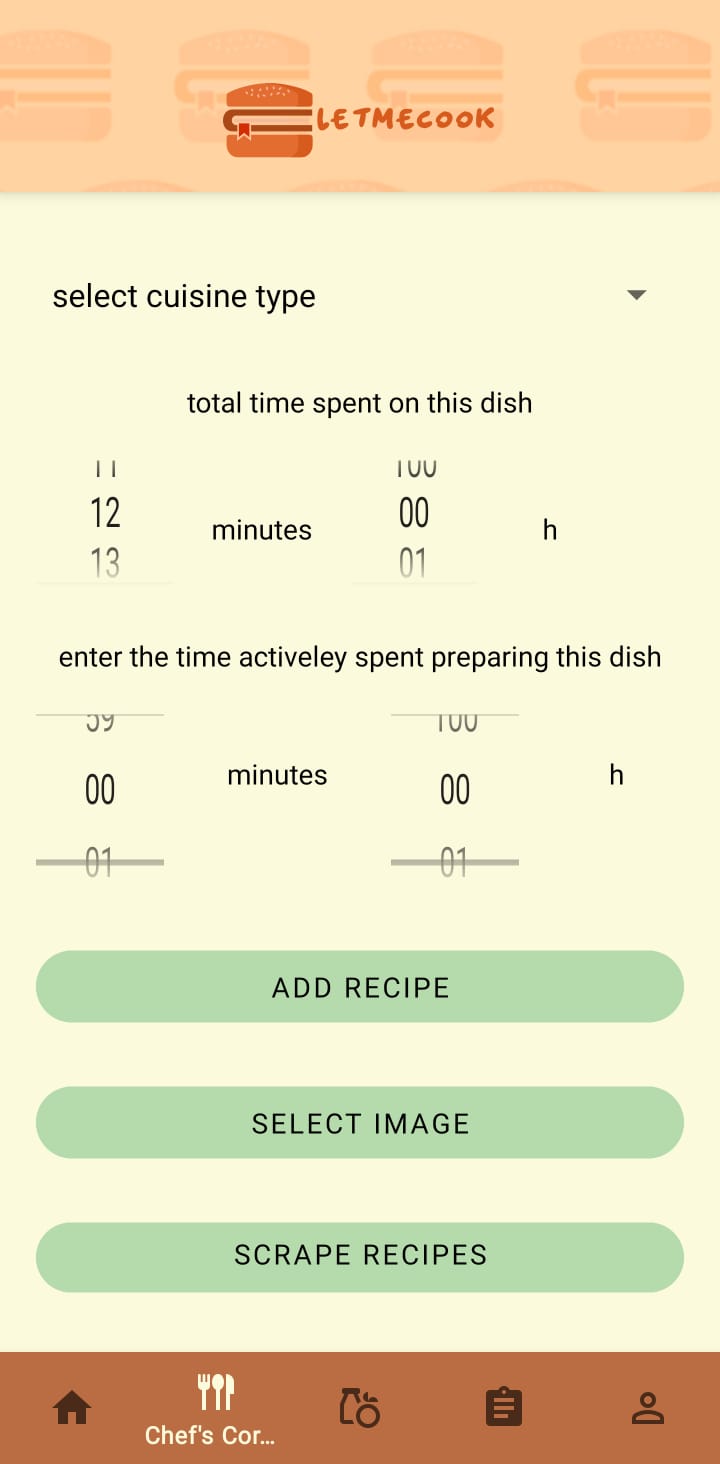 LETMECOOK
select cuisine type
total time spent on this dish
11 100
12 minutes 00 h
13 01
enter the time activeley spent preparing this dish
59 100
00 minutes 00 h
01 01
ADD RECIPE
SELECT IMAGE
SCRAPE RECIPES
Chef's Cor...